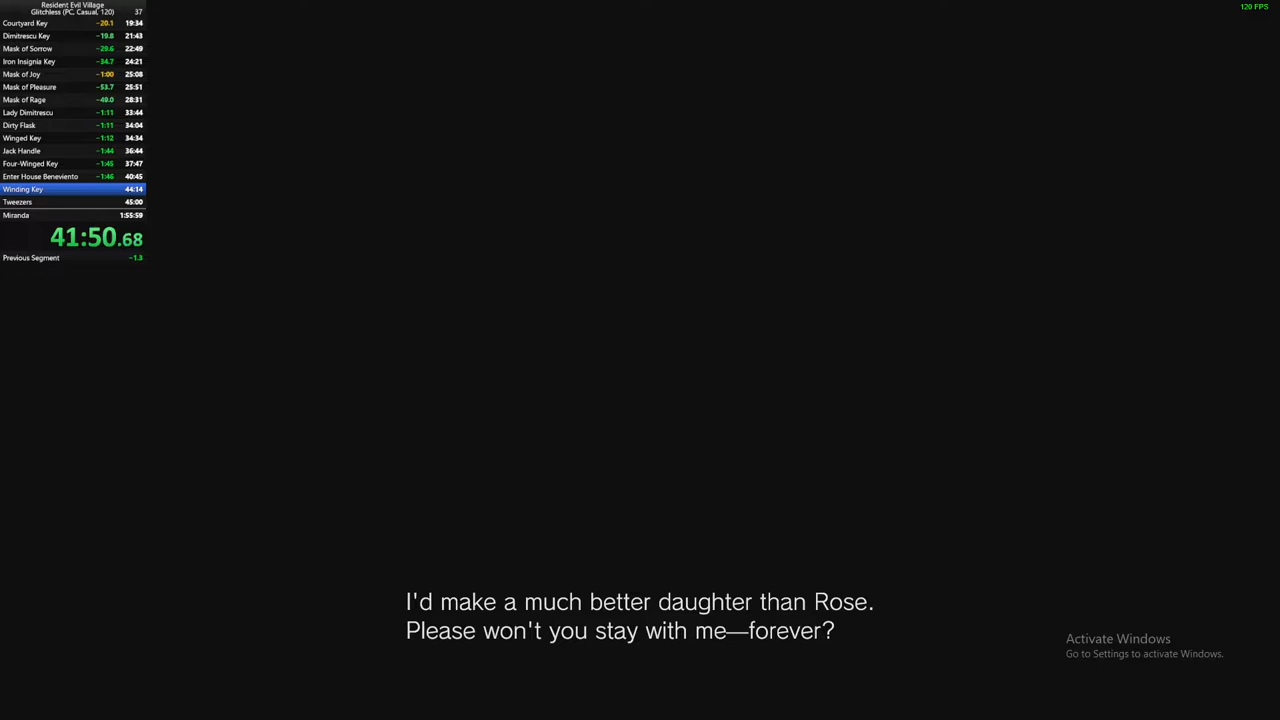 Resident Evil Village
Glitchless (PC, Casual, 120) 37
Courtyard Key −20.1 19:34
Dimitrescu Key −19.8 21:43
Mask of Sorrow −29.6 22:49
Iron Insignia Key −34.7 24:21
Mask of Joy −1:00 25:08
Mask of Pleasure −53.7 25:51
Mask of Rage −49.0 28:31
Lady Dimitrescu −1:11 33:44
Dirty Flask −1:11 34:04
Winged Key −1:12 34:34
Jack Handle −1:44 36:44
Four-Winged Key −1:45 37:47
Enter House Beneviento −1:46 40:45
Winding Key 44:14
Tweezers 45:00
Miranda 1:55:59
41:50.68
Previous Segment −1.3
120 FPS
I'd make a much better daughter than Rose.
Please won't you stay with me—forever?
Activate Windows
Go to Settings to activate Windows.